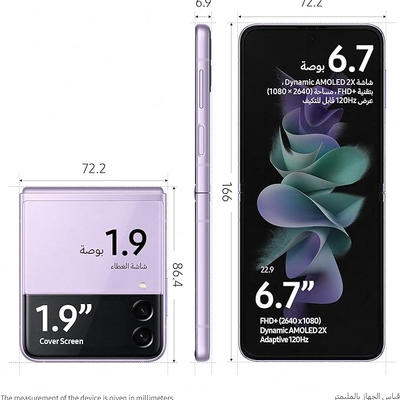 6.9
72.2
6.7 بوصة
شاشة Dynamic AMOLED 2X،
بتقنية +FHD، مساحة (2640 × 1080)
عرض 120Hz قابل للتكيف
166
72.2
1.9 بوصة
شاشة الغطاء
86.4
1.9”
Cover Screen
22.9
6.7”
FHD+ (2640 x1080)
Dynamic AMOLED 2X
Adaptive 120Hz
The measurement of the device is given in millimeters
قياس الجهاز بالمليمتر